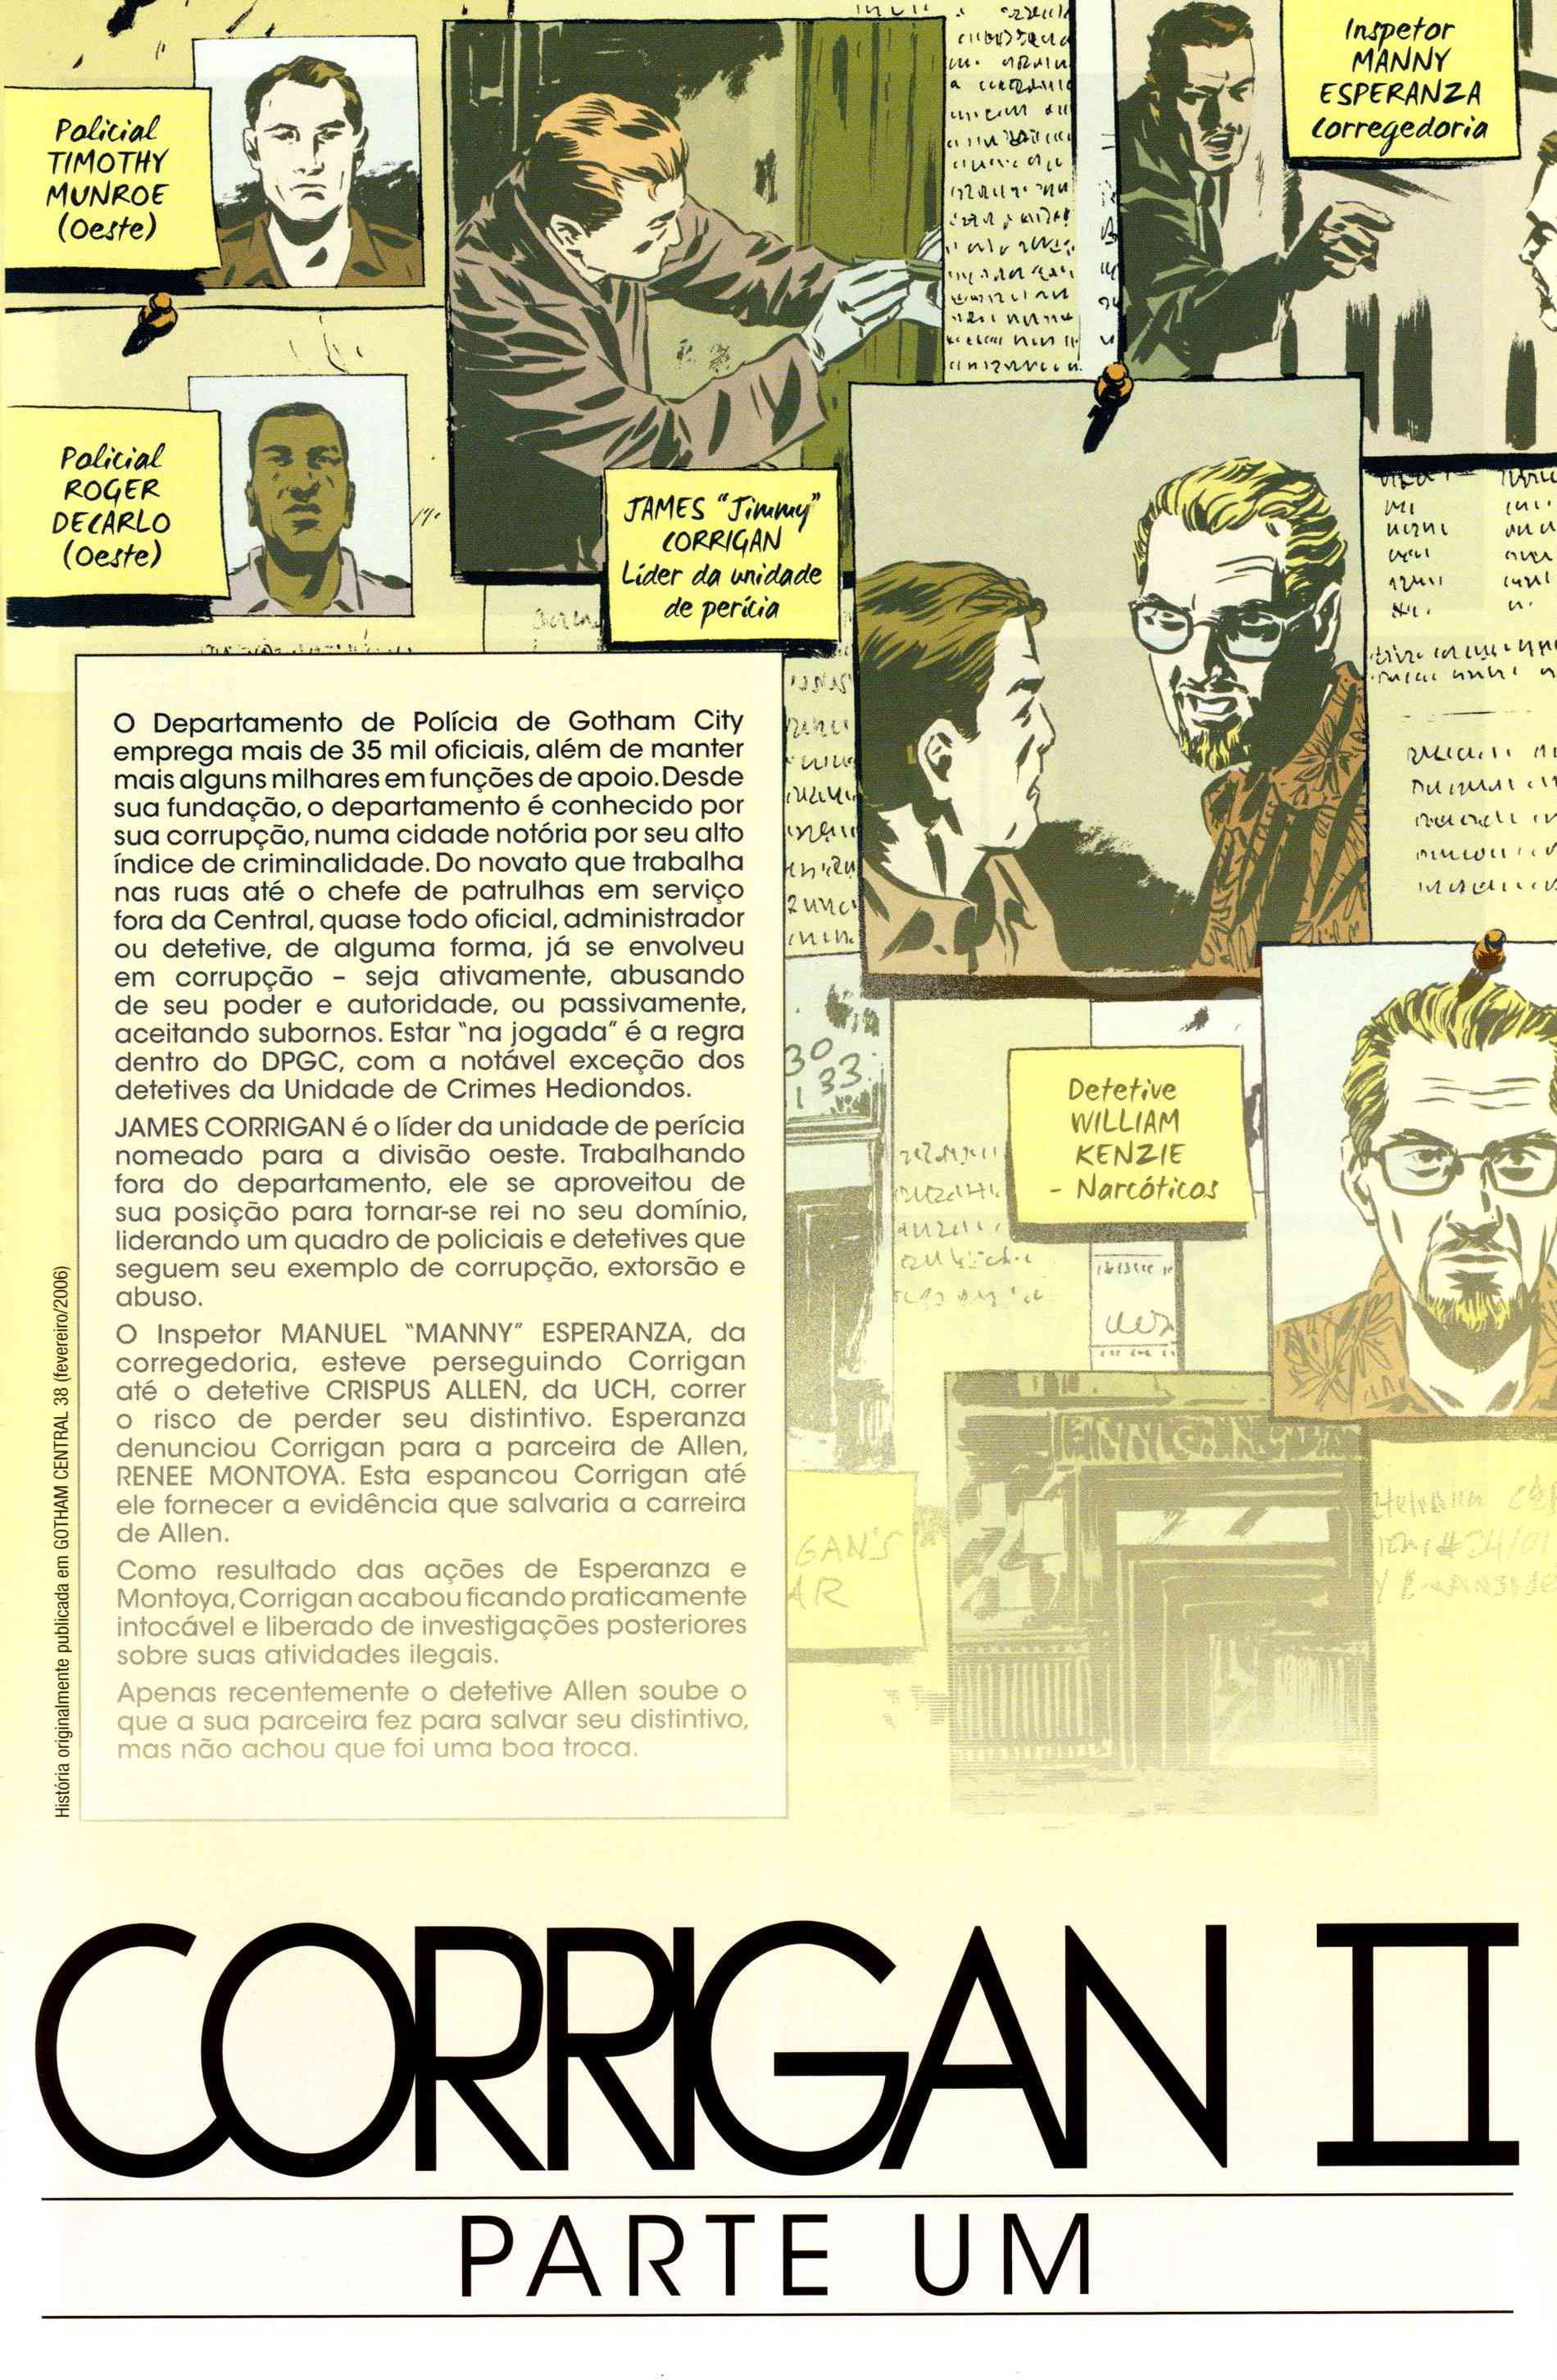 Policial
TIMOTHY
MUNROE
(Oeste)
Inspetor
MANNY
ESPERANZA
Corregedoria
Policial
ROGER
DECARLO
(Oeste)
JAMES "Jimmy"
CORRIGAN
Líder da unidade
de perícia
O Departamento de Polícia de Gotham City
emprega mais de 35 mil oficiais, além de manter
mais alguns milhares em funções de apoio. Desde
sua fundação, o departamento é conhecido por
sua corrupção, numa cidade notória por seu alto
índice de criminalidade. Do novato que trabalha
nas ruas até o chefe de patrulhas em serviço
fora da Central, quase todo oficial, administrador
ou detetive, de alguma forma, já se envolveu
em corrupção – seja ativamente, abusando
de seu poder e autoridade, ou passivamente,
aceitando subornos. Estar "na jogada" é a regra
dentro do DPGC, com a notável exceção dos
detetives da Unidade de Crimes Hediondos.
JAMES CORRIGAN é o líder da unidade de perícia
nomeado para a divisão oeste. Trabalhando
fora do departamento, ele se aproveitou de
sua posição para tornar-se rei no seu domínio,
liderando um quadro de policiais e detetives que
seguem seu exemplo de corrupção, extorsão e
abuso.
O Inspetor MANUEL "MANNY" ESPERANZA, da
corregedoria, esteve perseguindo Corrigan
até o detetive CRISPUS ALLEN, da UCH, correr
o risco de perder seu distintivo. Esperanza
denunciou Corrigan para a parceira de Allen,
RENEE MONTOYA. Esta espancou Corrigan até
ele fornecer a evidência que salvaria a carreira
de Allen.
Como resultado das ações de Esperanza e
Montoya, Corrigan acabou ficando praticamente
intocável e liberado de investigações posteriores
sobre suas atividades ilegais.
Apenas recentemente o detetive Allen soube o
que a sua parceira fez para salvar seu distintivo,
mas não achou que foi uma boa troca.
Detetive
WILLIAM
KENZIE
- Narcóticos
30
133
GAN'S
AR
História originalmente publicada em GOTHAM CENTRAL 38 (fevereiro/2006)
CORRIGAN II
PARTE UM